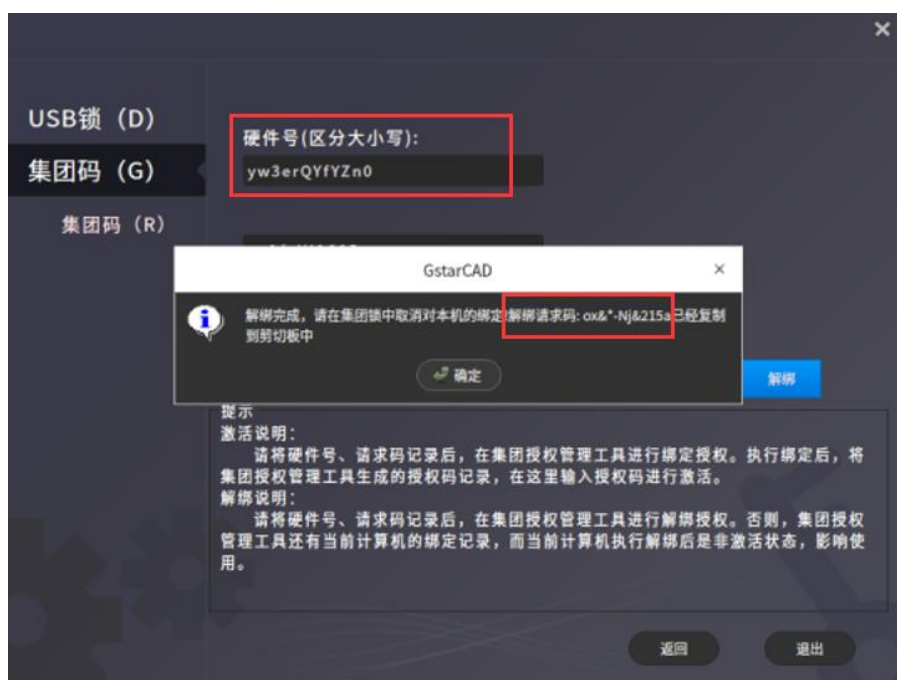 USB锁（D）
集团码（G）
集团码（R）
硬件号(区分大小写):
yw3erQYfYZn0
GstarCAD
解绑完成，请在集团锁中取消对本机的绑定!解绑请求码: ox&*-Nj&215a已经复制
到剪切板中
确定
解绑
提示
激活说明：
请将硬件号、请求码记录后，在集团授权管理工具进行绑定授权。执行绑定后，将
集团授权管理工具生成的授权码记录，在这里输入授权码进行激活。
解绑说明：
请将硬件号、请求码记录后，在集团授权管理工具进行解绑授权。否则，集团授权
管理工具还有当前计算机的绑定记录，而当前计算机执行解绑后是非激活状态，影响使
用。
返回
退出